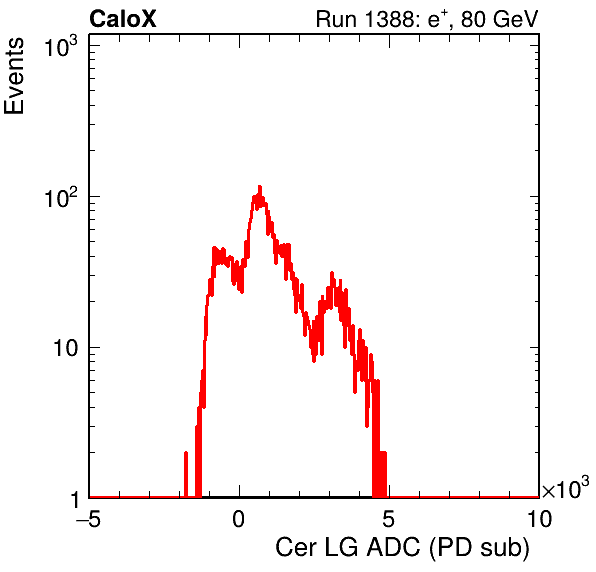 CaloX
Run 1388: e⁺, 80 GeV
Events
10³
10²
10
1
−5
0
5
10
×10³
Cer LG ADC (PD sub)